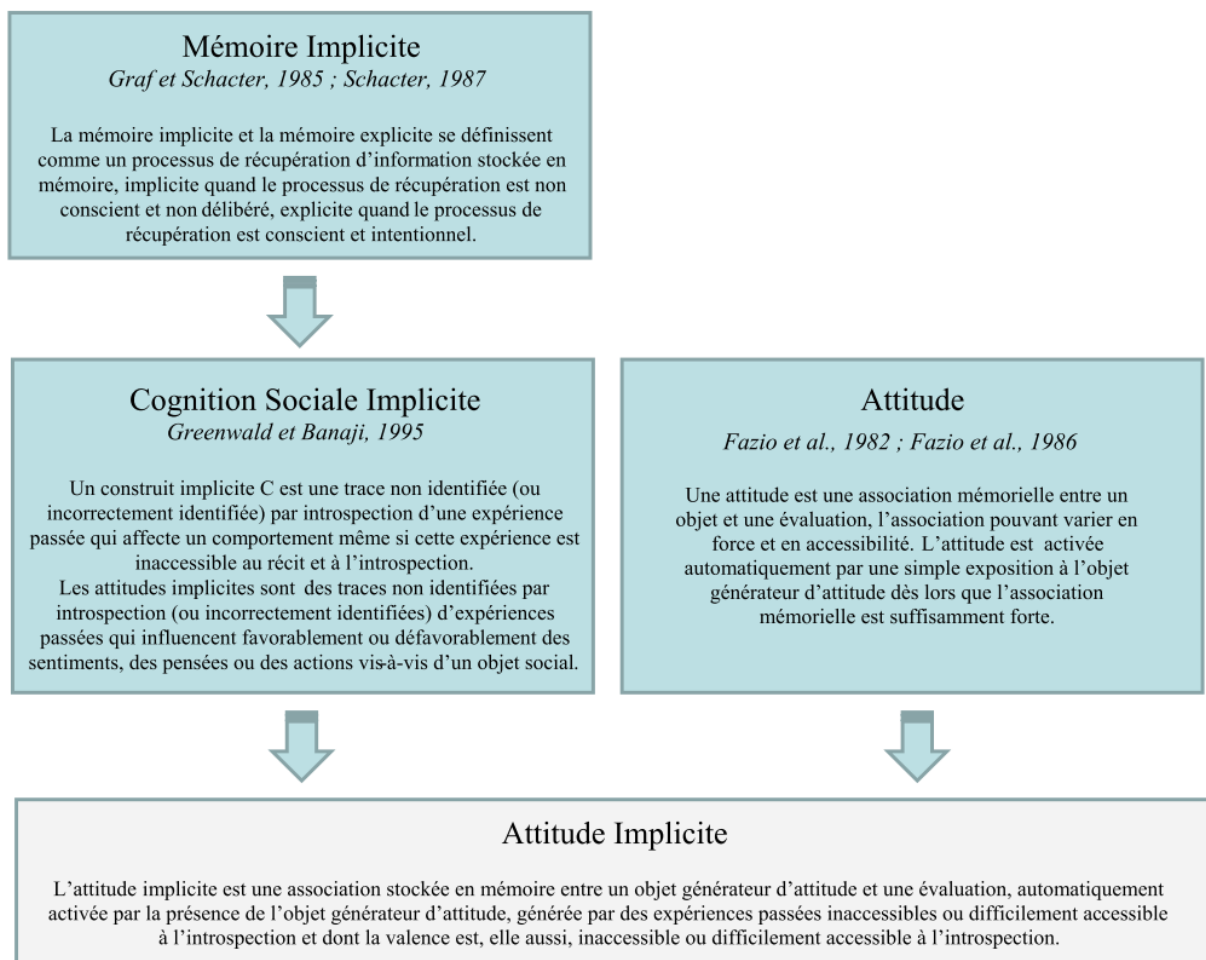 Mémoire Implicite
Graf et Schacter, 1985 ; Schacter, 1987
La mémoire implicite et la mémoire explicite se définissent
comme un processus de récupération d’information stockée en
mémoire, implicite quand le processus de récupération est non
conscient et non délibéré, explicite quand le processus de
récupération est conscient et intentionnel.
Cognition Sociale Implicite
Greenwald et Banaji, 1995
Un construit implicite C est une trace non identifiée (ou
incorrectement identifiée) par introspection d’une expérience
passée qui affecte un comportement même si cette expérience est
inaccessible au récit et à l’introspection.
Les attitudes implicites sont des traces non identifiées par
introspection (ou incorrectement identifiées) d’expériences
passées qui influencent favorablement ou défavorablement des
sentiments, des pensées ou des actions vis-à-vis d’un objet social.
Attitude
Fazio et al., 1982 ; Fazio et al., 1986
Une attitude est une association mémorielle entre un
objet et une évaluation, l’association pouvant varier en
force et en accessibilité. L’attitude est activée
automatiquement par une simple exposition à l’objet
générateur d’attitude dès lors que l’association
mémorielle est suffisamment forte.
Attitude Implicite
L’attitude implicite est une association stockée en mémoire entre un objet générateur d’attitude et une évaluation, automatiquement
activée par la présence de l’objet générateur d’attitude, générée par des expériences passées inaccessibles ou difficilement accessible
à l’introspection et dont la valence est, elle aussi, inaccessible ou difficilement accessible à l’introspection.